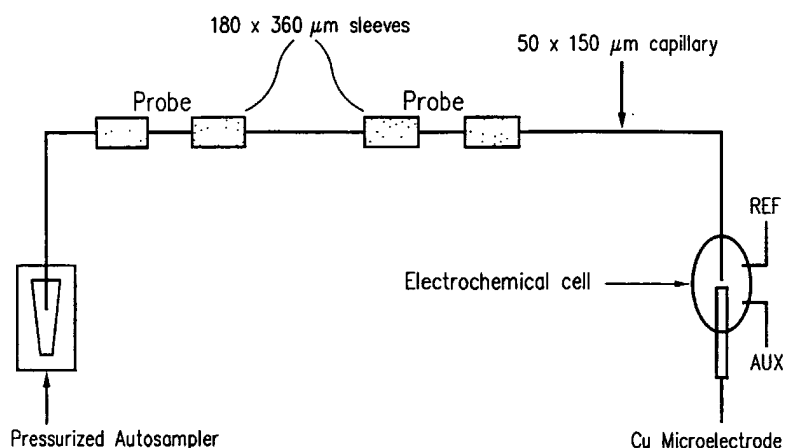 180 x 360 μm sleeves
50 x 150 μm capillary
Probe
Probe
REF
Electrochemical cell
AUX
Pressurized Autosampler
Cu Microelectrode